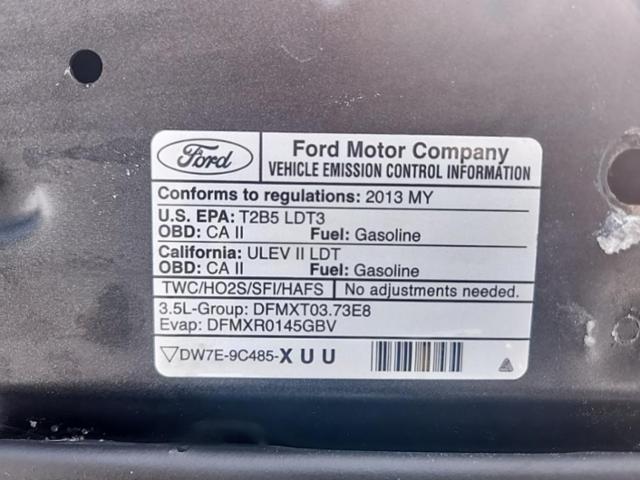 Ford
Ford Motor Company
VEHICLE EMISSION CONTROL INFORMATION
Conforms to regulations: 2013 MY
U.S. EPA: T2B5 LDT3
OBD: CA II Fuel: Gasoline
California: ULEV II LDT
OBD: CA II Fuel: Gasoline
TWC/HO2S/SFI/HAFS No adjustments needed.
3.5L-Group: DFMXT03.73E8
Evap: DFMXR0145GBV
DW7E-9C485-X U U